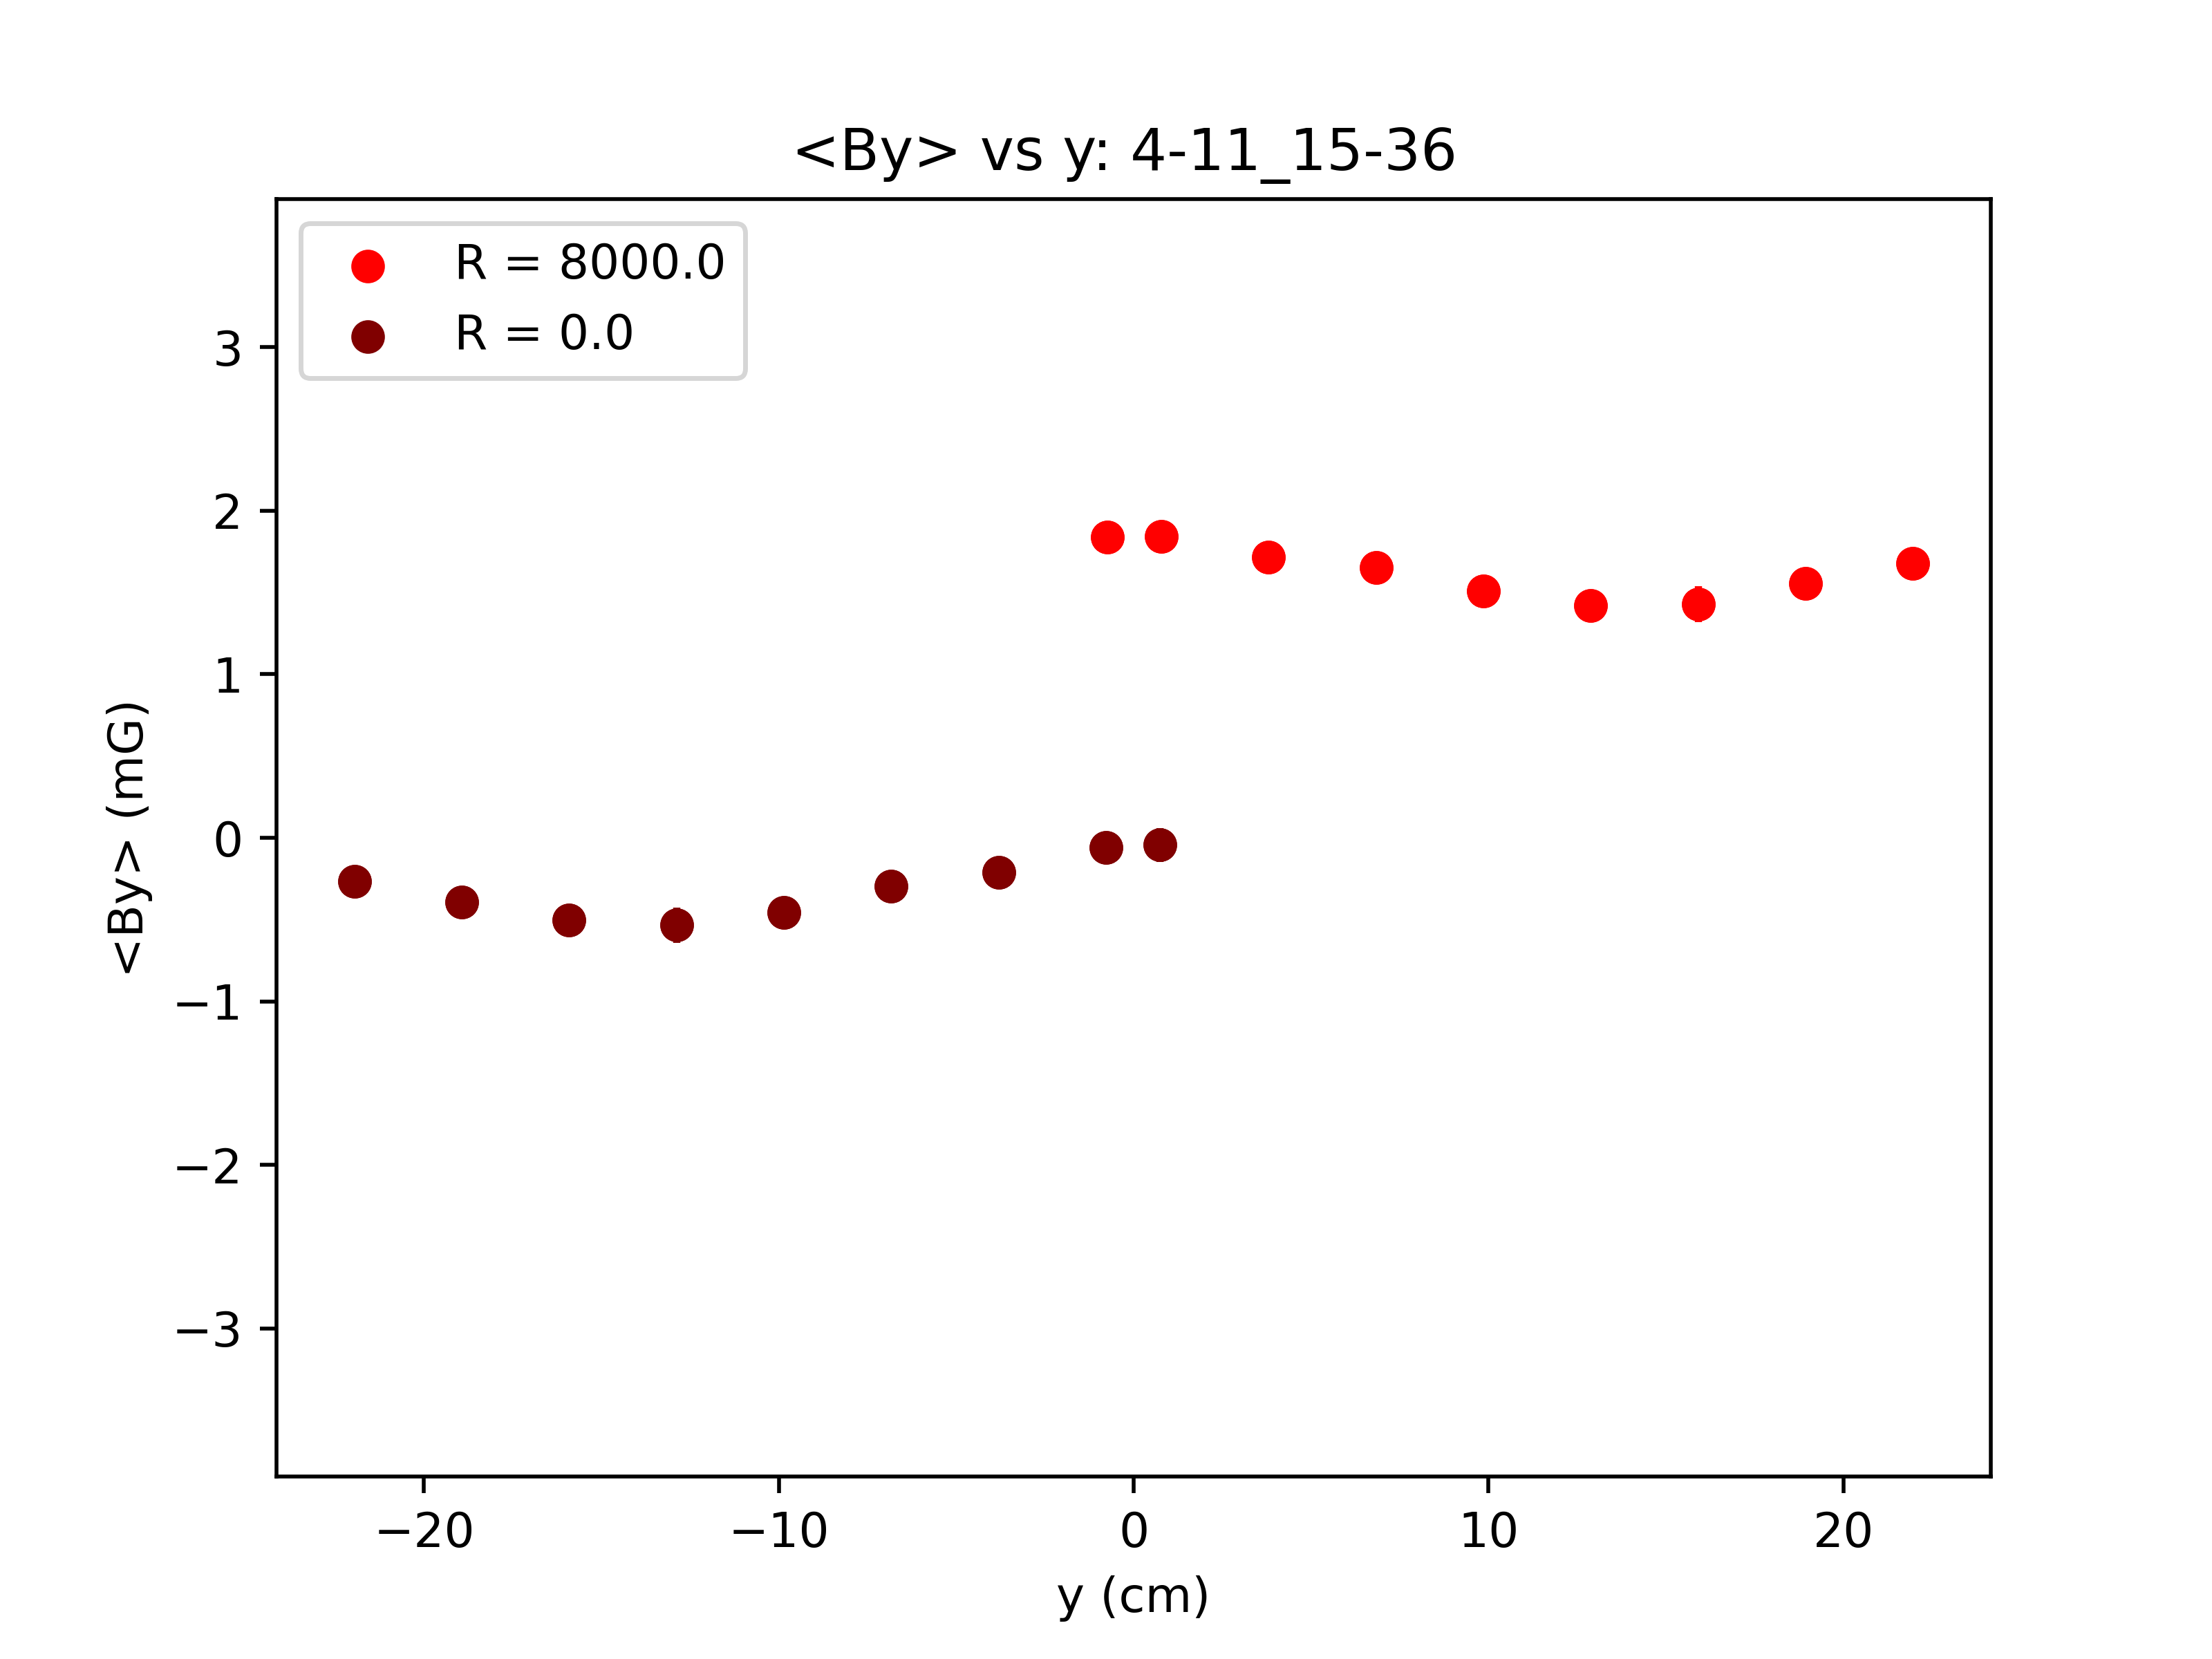 <By> vs y: 4-11_15-36
R = 8000.0
R = 0.0
3
2
1
0
−1
−2
−3
<By> (mG)
−20 −10 0 10 20
y (cm)